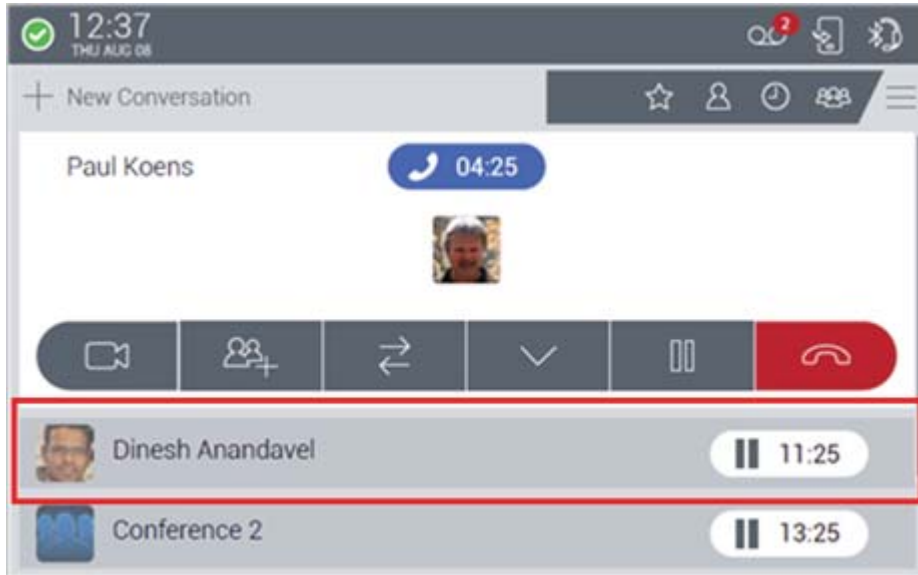 12:37
THU AUG 08
2
New Conversation
Paul Koens
04:25
Dinesh Anandavel
11:25
Conference 2
13:25